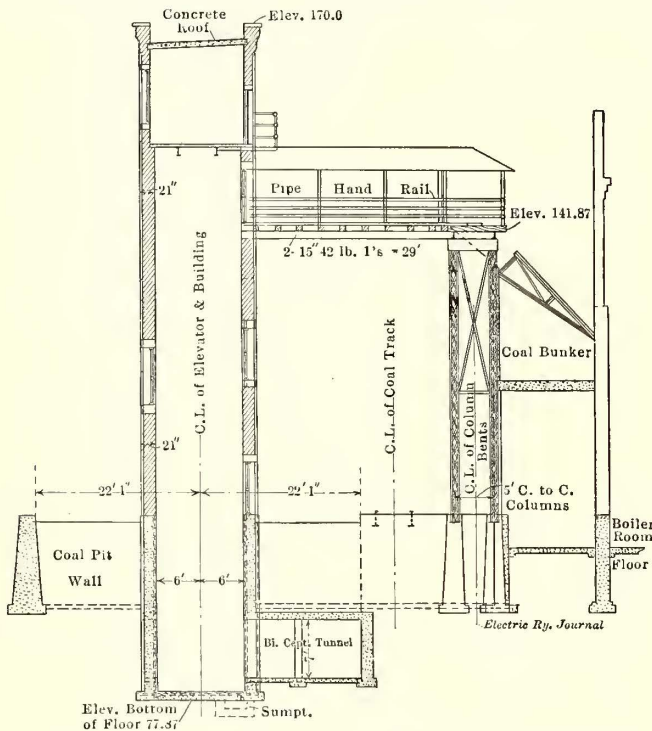 Concrete
Roof
Elev. 170.0
21"
Pipe Hand Rail
Elev. 141.87
2- 15" 42 lb. I's - 29'
C.L. of Elevator & Building
C.L. of Coal Track
Coal Bunker
C.L. of Column
Bents
21"
22' 1" 22' 1"
5' C. to C.
Columns
Coal Pit
Wall
Boiler
Room
Floor
6' 6'
Electric Ry. Journal
Tunnel
Elev. Bottom
of Floor 77.37
Sumpt.